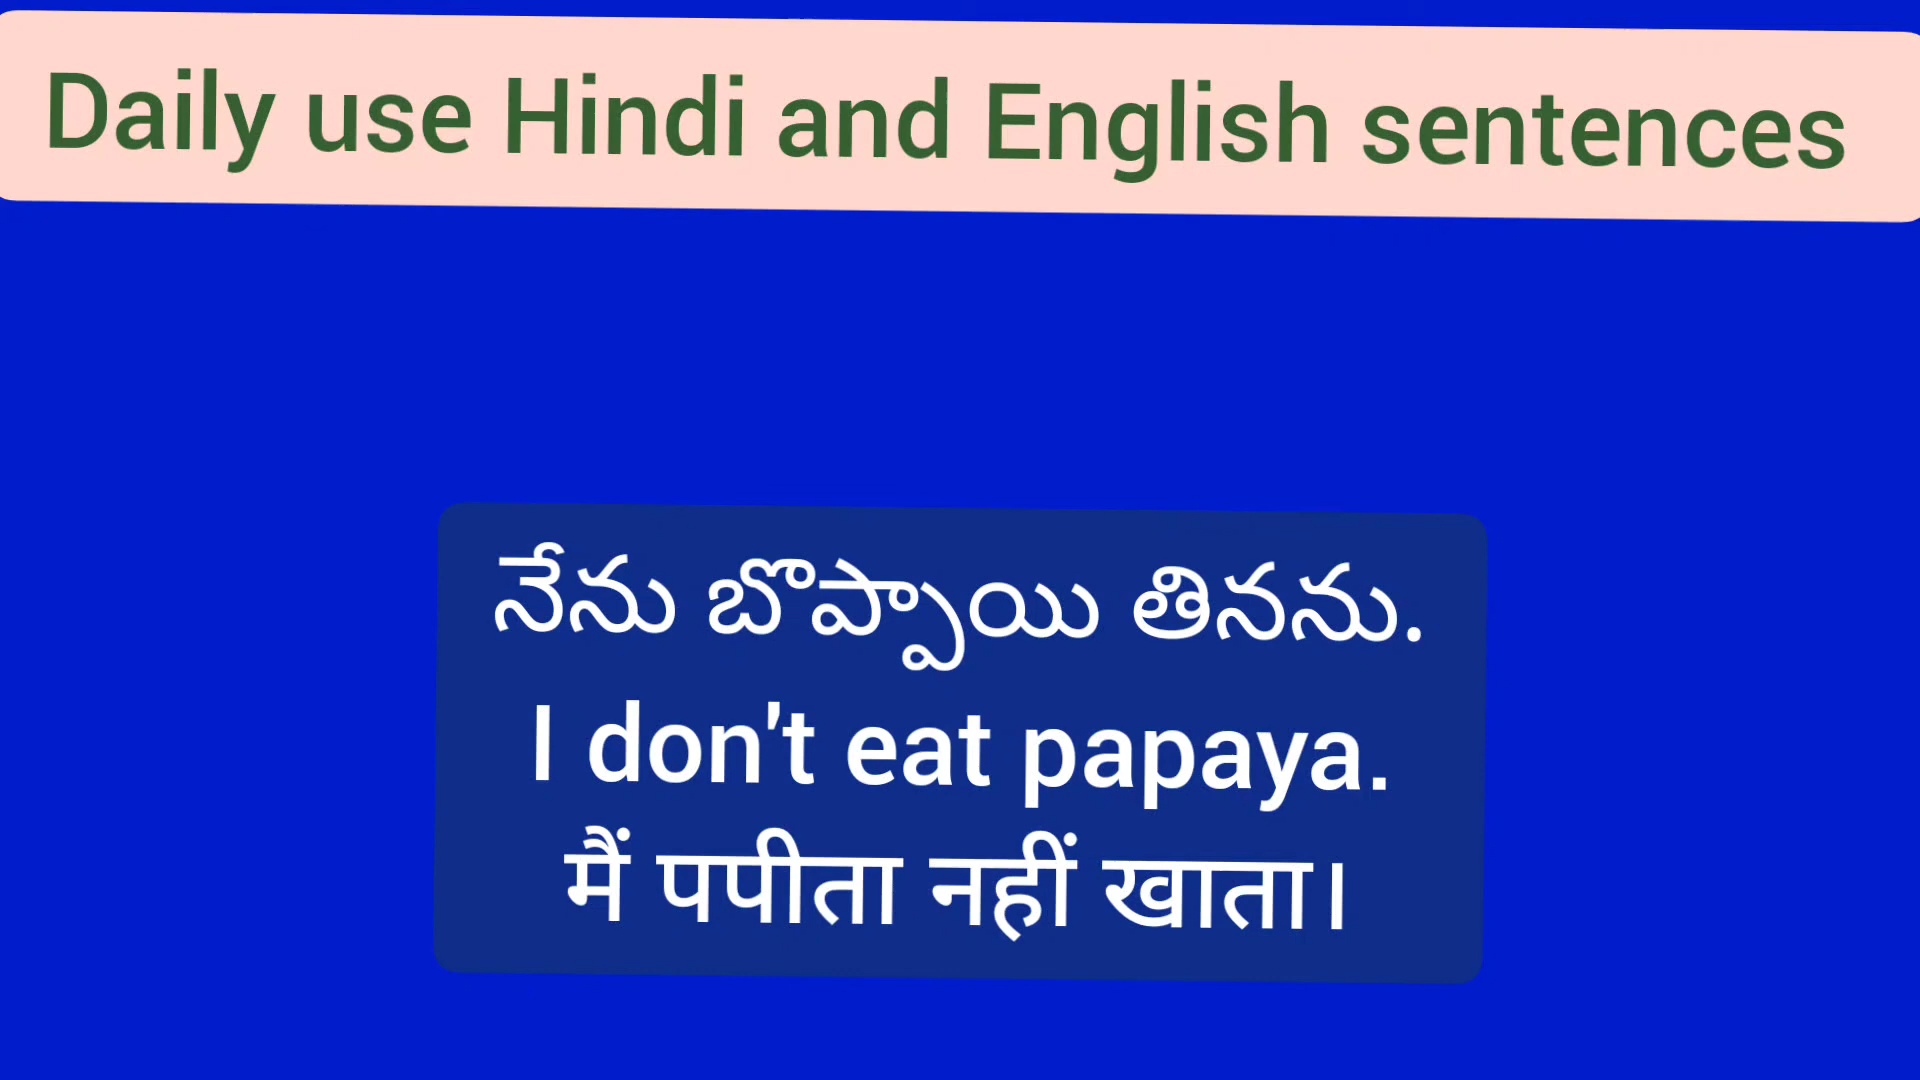 Daily use Hindi and English sentences
నేను బొప్పాయి తినను.
I don't eat papaya.
मैं पपीता नहीं खाता।